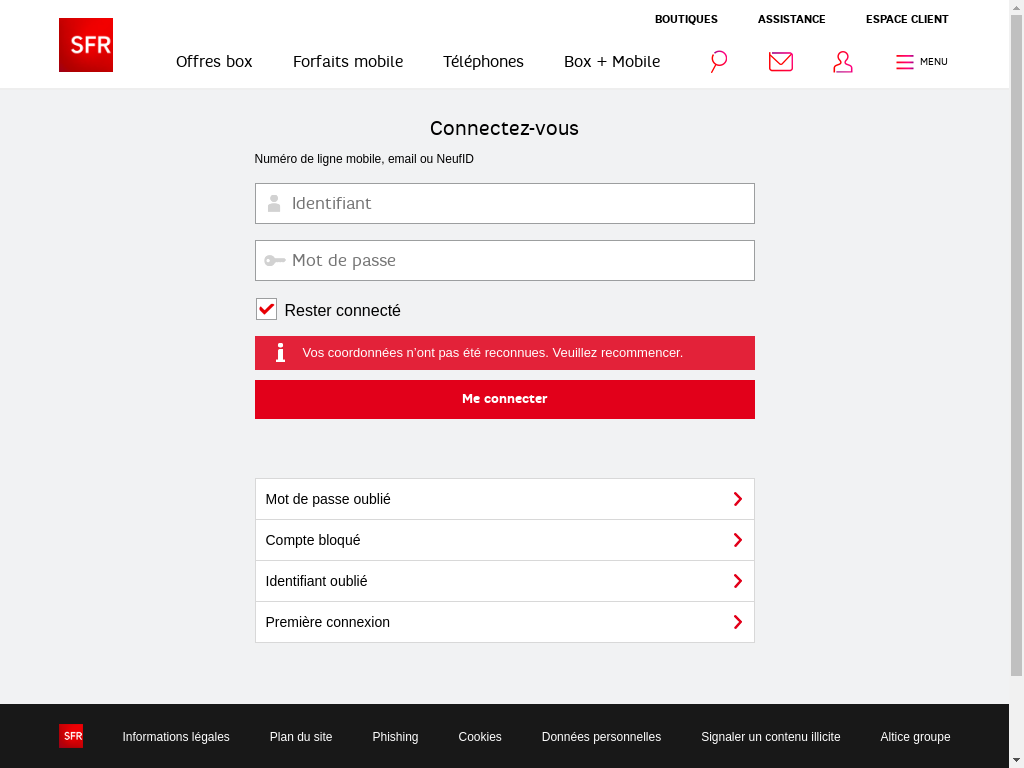 BOUTIQUES ASSISTANCE ESPACE CLIENT
SFR
Offres box Forfaits mobile Téléphones Box + Mobile MENU
Connectez-vous
Numéro de ligne mobile, email ou NeufID
Identifiant
Mot de passe
Rester connecté
Vos coordonnées n'ont pas été reconnues. Veuillez recommencer.
Me connecter
Mot de passe oublié
Compte bloqué
Identifiant oublié
Première connexion
SFR Informations légales Plan du site Phishing Cookies Données personnelles Signaler un contenu illicite Altice groupe